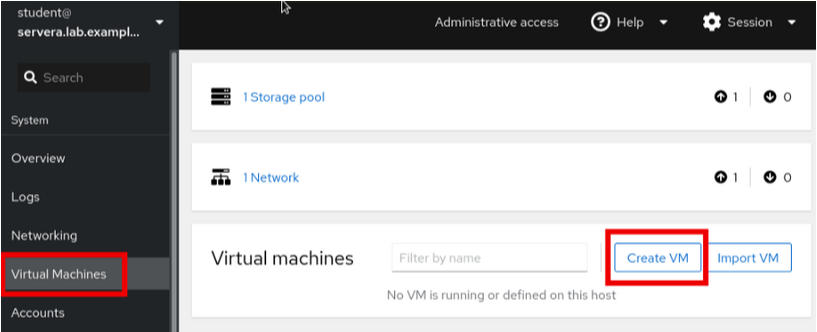 student@
servera.lab.exampl...
Administrative access
Help
Session
Search
System
Overview
Logs
Networking
Virtual Machines
Accounts
1 Storage pool
1
0
1 Network
1
0
Virtual machines
Filter by name
Create VM
Import VM
No VM is running or defined on this host